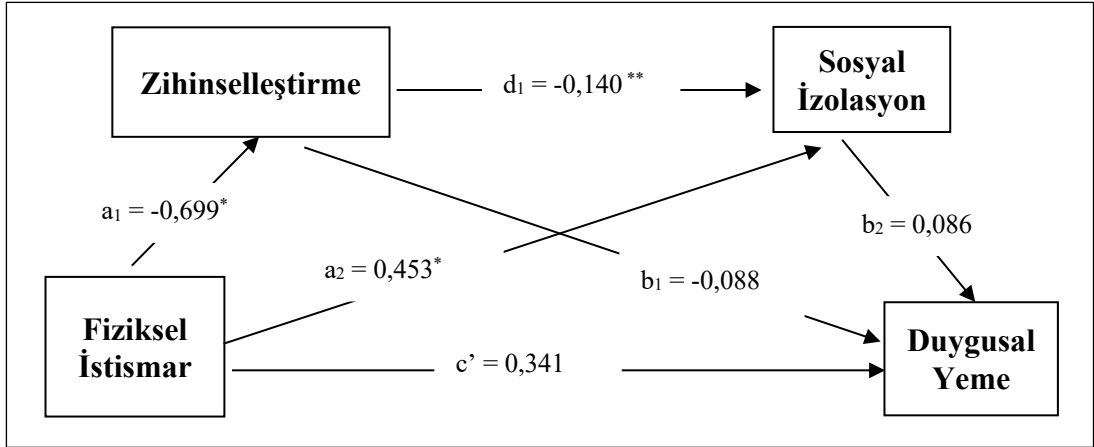 Zihinselleştirme
d₁ = -0,140 **
Sosyal
İzolasyon
a₁ = -0,699*
b₂ = 0,086
a₂ = 0,453*
b₁ = -0,088
Fiziksel
İstismar
c’ = 0,341
Duygusal
Yeme